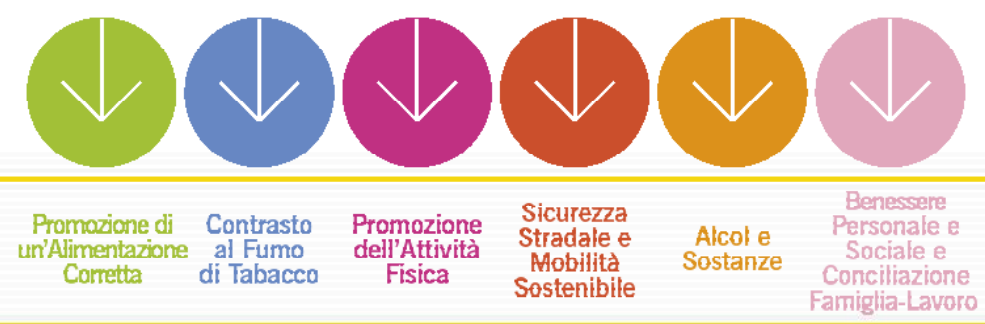 Promozione di
un'Alimentazione
Corretta
Contrasto
al Fumo
di Tabacco
Promozione
dell'Attività
Fisica
Sicurezza
Stradale e
Mobilità
Sostenibile
Alcol e
Sostanze
Benessere
Personale e
Sociale e
Conciliazione
Famiglia-Lavoro